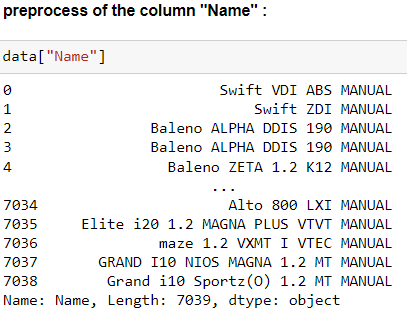 preprocess of the column "Name" :
data["Name"]
0 Swift VDI ABS MANUAL
1 Swift ZDI MANUAL
2 Baleno ALPHA DDIS 190 MANUAL
3 Baleno ALPHA DDIS 190 MANUAL
4 Baleno ZETA 1.2 K12 MANUAL
...
7034 Alto 800 LXI MANUAL
7035 Elite i20 1.2 MAGNA PLUS VTVT MANUAL
7036 maze 1.2 VXMT I VTEC MANUAL
7037 GRAND I10 NIOS MAGNA 1.2 MT MANUAL
7038 Grand i10 Sportz(O) 1.2 MT MANUAL
Name: Name, Length: 7039, dtype: object